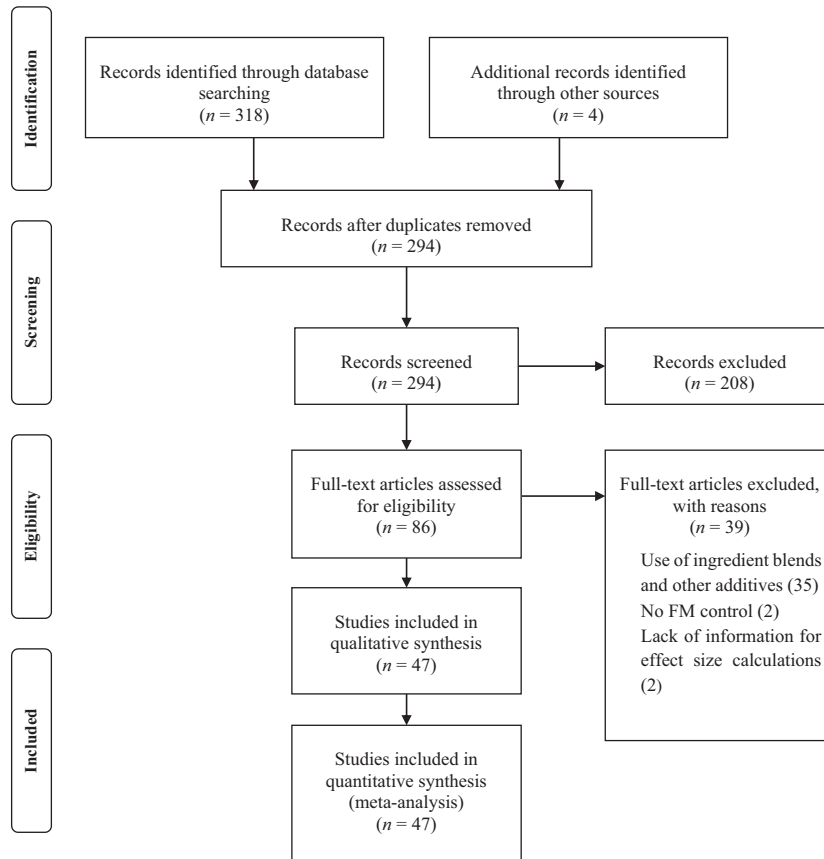 Identification
Records identified through database
searching
(n = 318)
Additional records identified
through other sources
(n = 4)
Records after duplicates removed
(n = 294)
Screening
Records screened
(n = 294)
Records excluded
(n = 208)
Eligibility
Full-text articles assessed
for eligibility
(n = 86)
Full-text articles excluded,
with reasons
(n = 39)
Use of ingredient blends
and other additives (35)
No FM control (2)
Lack of information for
effect size calculations
(2)
Studies included in
qualitative synthesis
(n = 47)
Included
Studies included in
quantitative synthesis
(meta-analysis)
(n = 47)